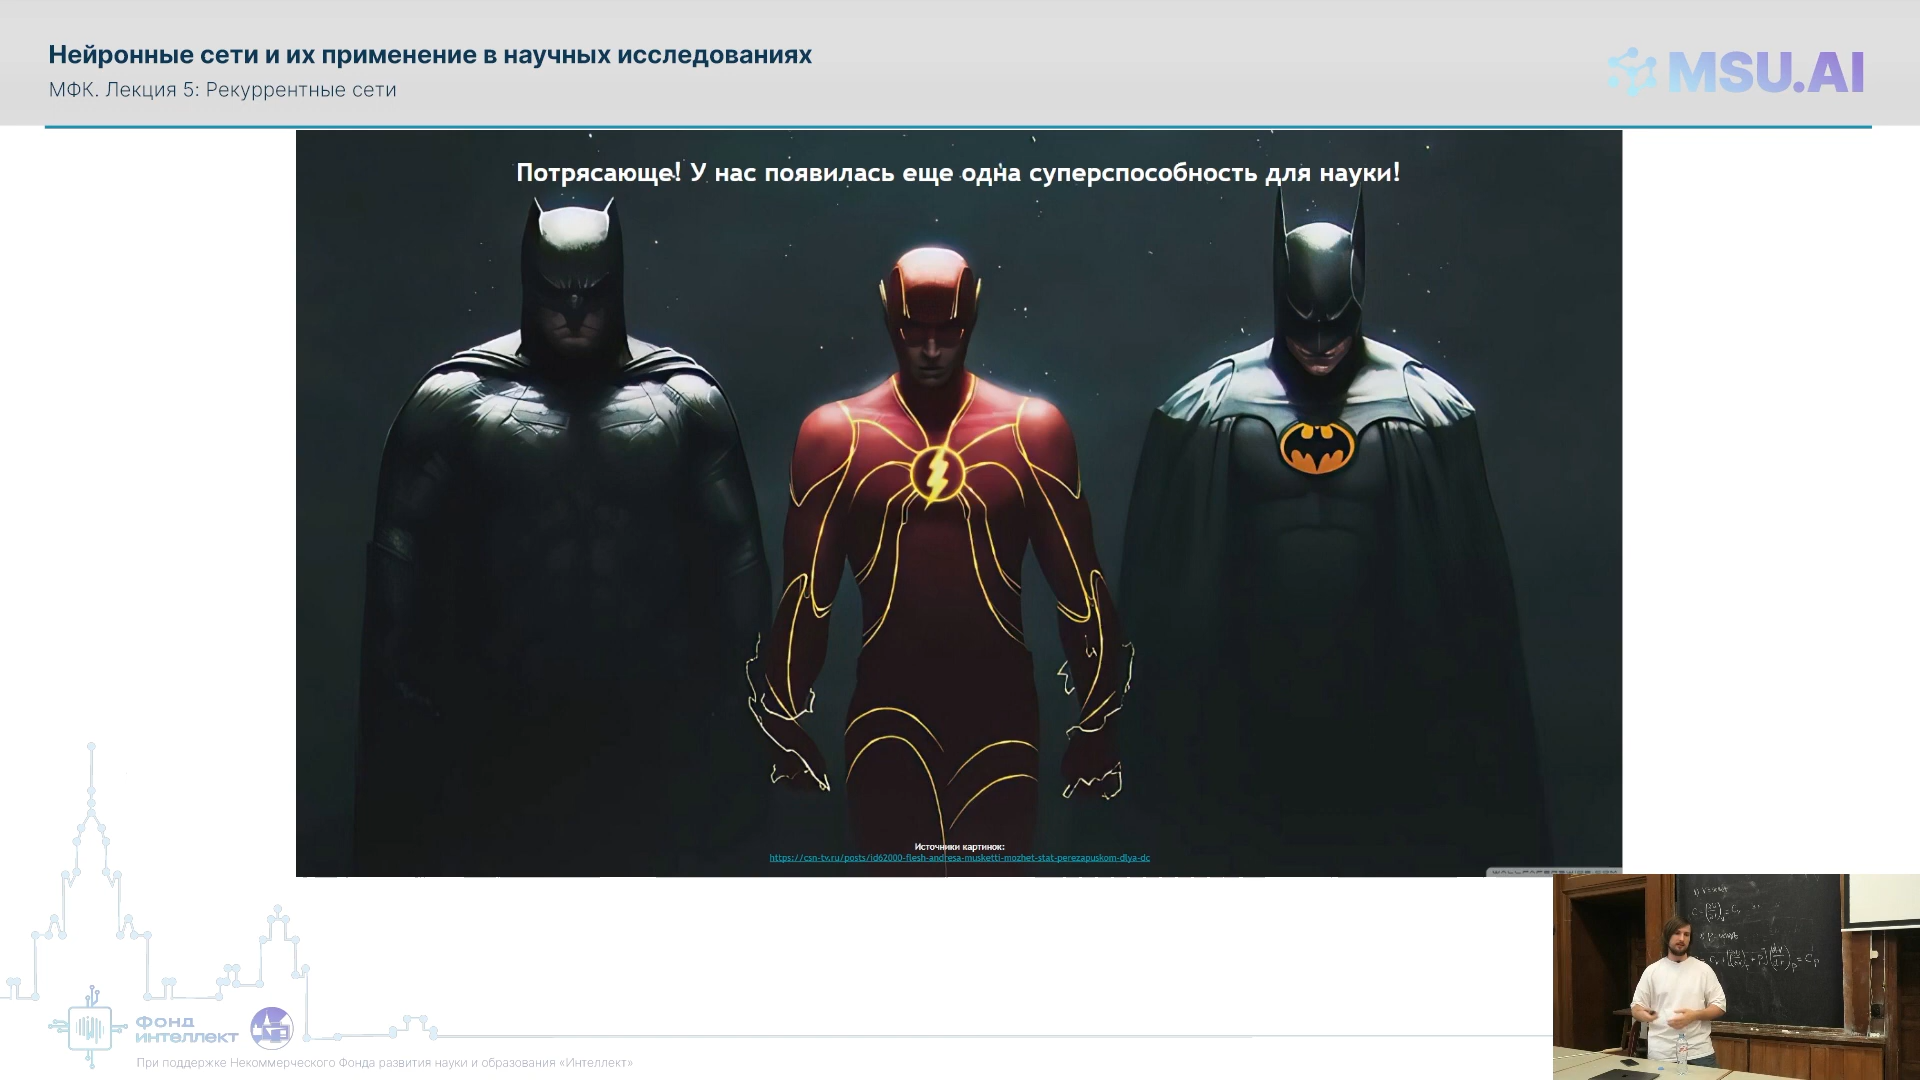 Нейронные сети и их применение в научных исследованиях
МФК. Лекция 5: Рекуррентные сети
MSU.AI
Потрясающе! У нас появилась еще одна суперспособность для науки!
Источники картинок:
https://csn-tv.ru/posts/id62000-flesh-andresa-musketti-mozhet-stat-perezapuskom-dlya-dc
Фонд
интеллект
При поддержке Некоммерческого Фонда развития науки и образования «Интеллект»